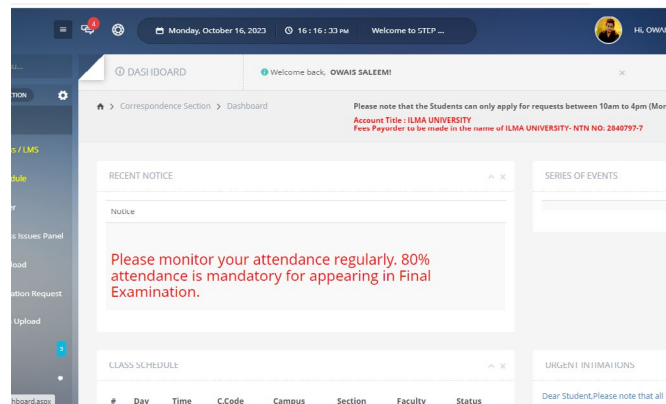 4
Monday, October 16, 2023
16 : 16 : 33 PM
Welcome to STEP ...
Hi, OWAI
DASHBOARD
Welcome back, OWAIS SALEEM!
×
Correspondence Section > Dashboard
Please note that the Students can only apply for requests between 10am to 4pm (Mon
Account Title : ILMA UNIVERSITY
Fees Payorder to be made in the name of ILMA UNIVERSITY- NTN NO: 2840797-7
s / LMS
dule
s Issues Panel
load
ation Request
Upload
3
RECENT NOTICE
SERIES OF EVENTS
Notice
Please monitor your attendance regularly. 80%
attendance is mandatory for appearing in Final
Examination.
CLASS SCHEDULE
URGENT INTIMATIONS
# Day Time C.Code Campus Section Faculty Status
Dear Student,Please note that all
hboard.aspx